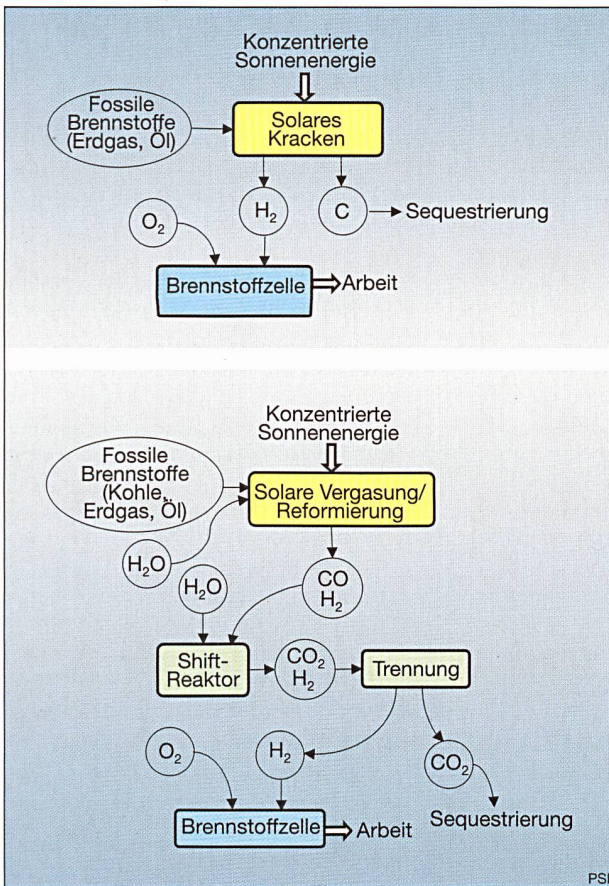 Konzentrierte
Sonnenenergie
Fossile
Brennstoffe
(Erdgas, Öl)
Solares
Kracken
H₂
C
Sequestrierung
O₂
Brennstoffzelle
Arbeit
Konzentrierte
Sonnenenergie
Fossile
Brennstoffe
(Kohle,
Erdgas, Öl)
Solare Vergasung/
Reformierung
H₂O
H₂O
CO
H₂
Shift-
Reaktor
CO₂
H₂
Trennung
O₂
H₂
CO₂
Brennstoffzelle
Arbeit
Sequestrierung
PSI